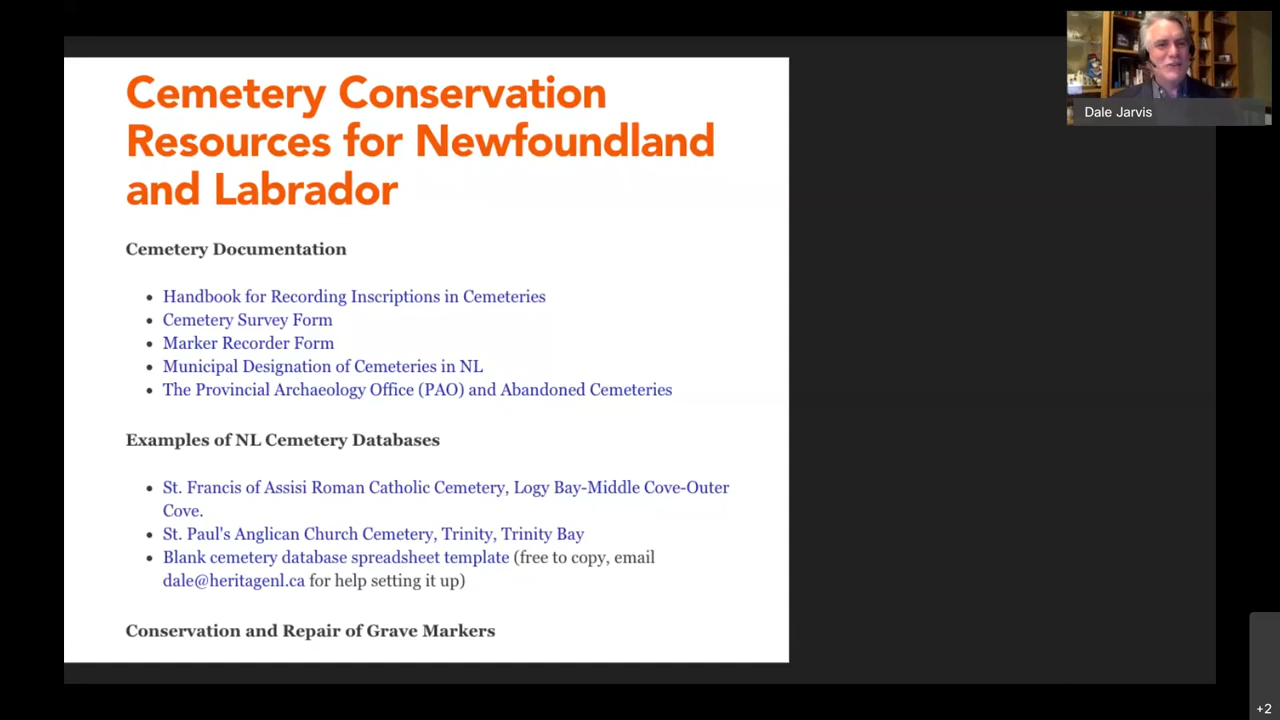 Cemetery Conservation
Resources for Newfoundland
and Labrador
Dale Jarvis
Cemetery Documentation
• Handbook for Recording Inscriptions in Cemeteries
• Cemetery Survey Form
• Marker Recorder Form
• Municipal Designation of Cemeteries in NL
• The Provincial Archaeology Office (PAO) and Abandoned Cemeteries
Examples of NL Cemetery Databases
• St. Francis of Assisi Roman Catholic Cemetery, Logy Bay-Middle Cove-Outer
Cove.
• St. Paul's Anglican Church Cemetery, Trinity, Trinity Bay
• Blank cemetery database spreadsheet template (free to copy, email
dale@heritagenl.ca for help setting it up)
Conservation and Repair of Grave Markers
+2